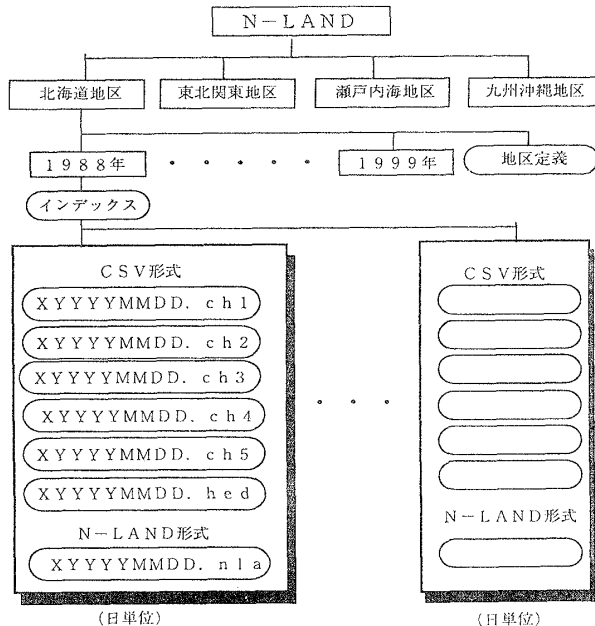 N－LAND
北海道地区 東北関東地区 瀬戸内海地区 九州沖縄地区
1988年 ・・・・・ 1999年 地区定義
インデックス
CSV形式 CSV形式
XYYYYMMDD．ch1
XYYYYMMDD．ch2
XYYYYMMDD．ch3
XYYYYMMDD．ch4
XYYYYMMDD．ch5
XYYYYMMDD．hed
N－LAND形式 N－LAND形式
XYYYYMMDD．nla
(日単位) (日単位)